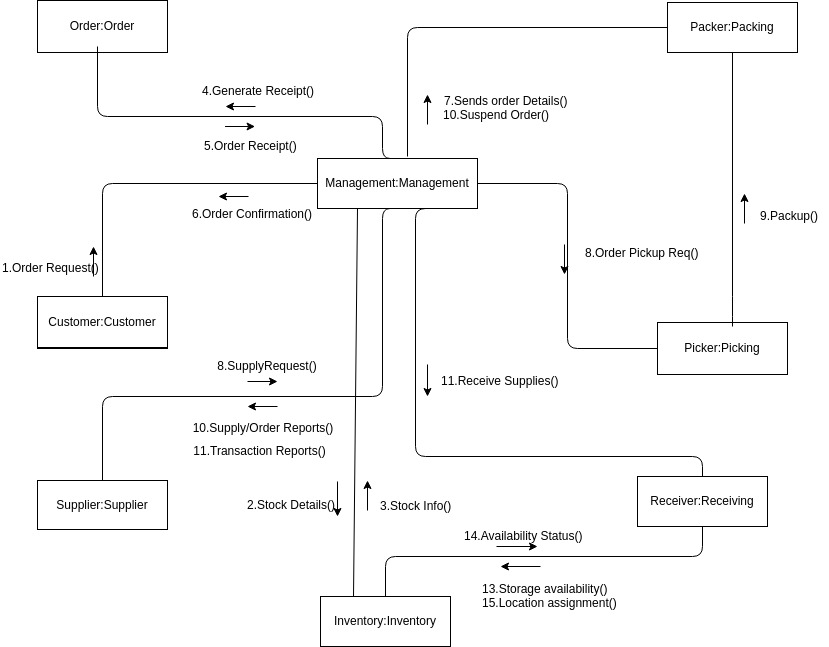 Order:Order
Packer:Packing
4.Generate Receipt()
7.Sends order Details()
10.Suspend Order()
5.Order Receipt()
Management:Management
6.Order Confirmation()
9.Packup()
8.Order Pickup Req()
1.Order Request()
Customer:Customer
Picker:Picking
8.SupplyRequest()
11.Receive Supplies()
10.Supply/Order Reports()
11.Transaction Reports()
Supplier:Supplier
2.Stock Details()
3.Stock Info()
Receiver:Receiving
14.Availability Status()
13.Storage availability()
15.Location assignment()
Inventory:Inventory